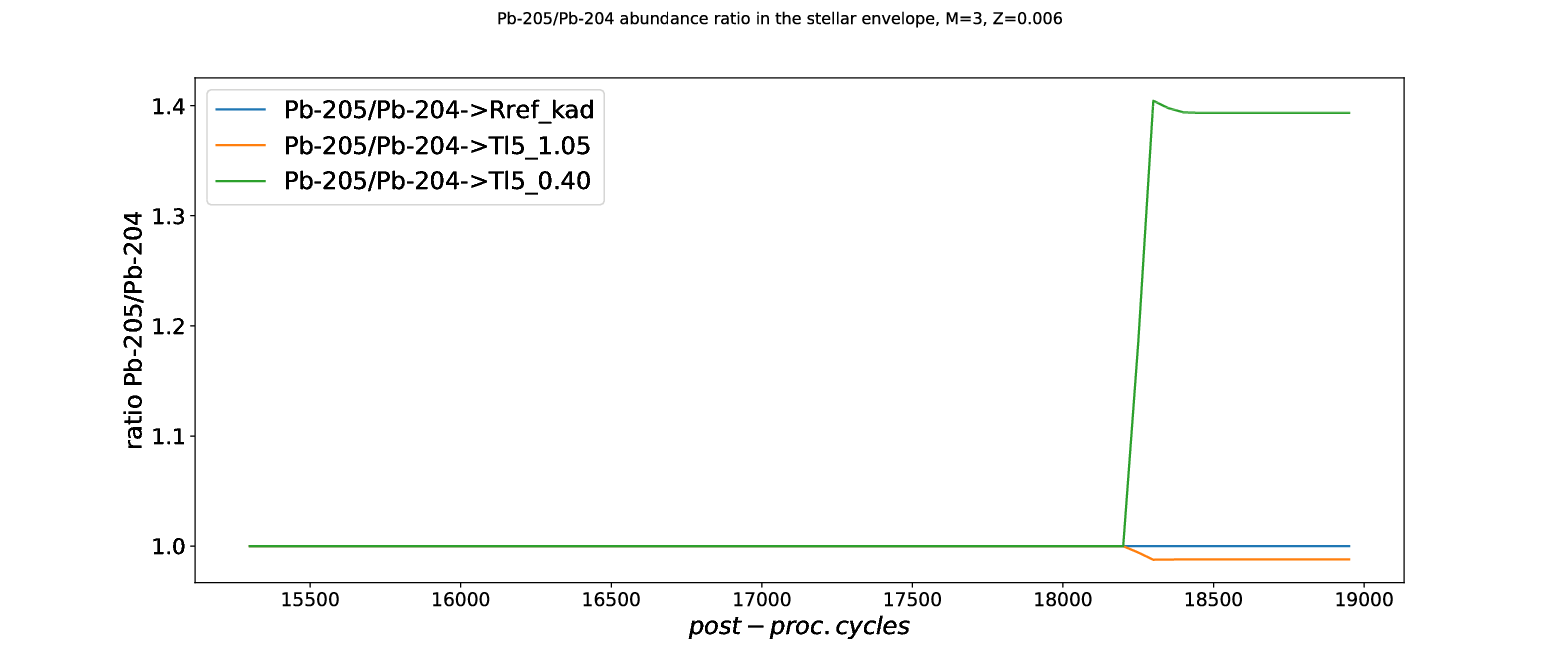 Pb-205/Pb-204 abundance ratio in the stellar envelope, M=3, Z=0.006
Pb-205/Pb-204->Rref_kad
Pb-205/Pb-204->Tl5_1.05
Pb-205/Pb-204->Tl5_0.40
ratio Pb-205/Pb-204
1.4
1.3
1.2
1.1
1.0
15500 16000 16500 17000 17500 18000 18500 19000
post − proc. cycles